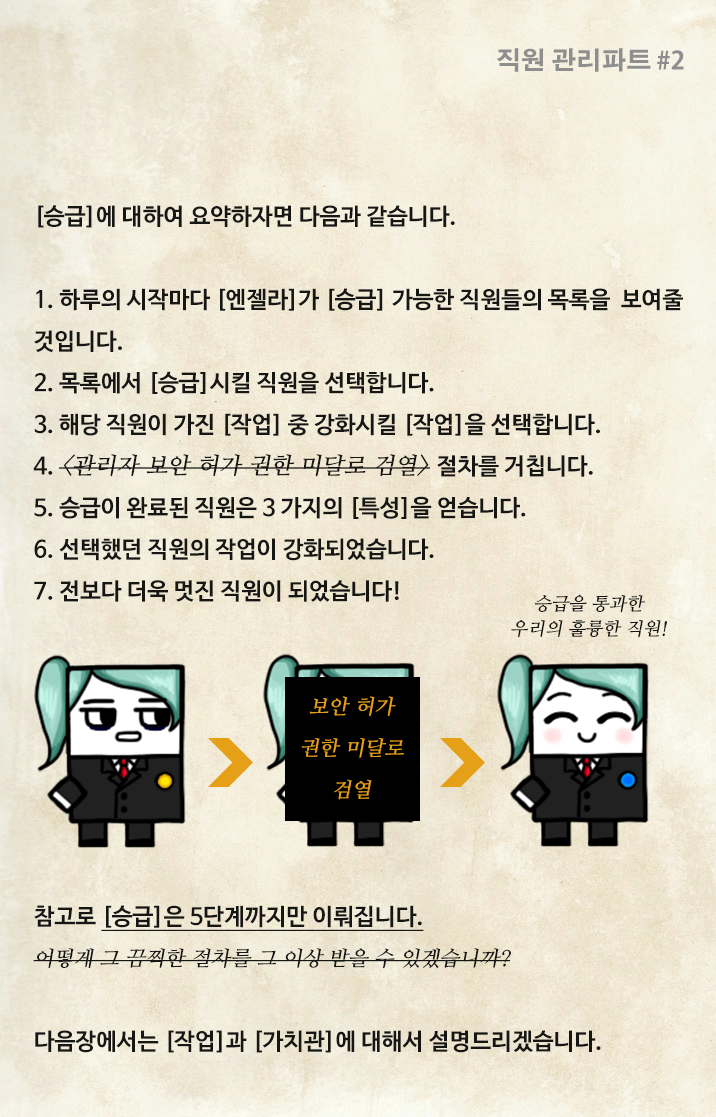 직원 관리파트 #2
[승급]에 대하여 요약하자면 다음과 같습니다.
1. 하루의 시작마다 [엔젤라]가 [승급] 가능한 직원들의 목록을 보여줄
것입니다.
2. 목록에서 [승급]시킬 직원을 선택합니다.
3. 해당 직원이 가진 [작업] 중 강화시킬 [작업]을 선택합니다.
4. <관리자 보안 허가 권한 미달로 검열> 절차를 거칩니다.
5. 승급이 완료된 직원은 3 가지의 [특성]을 얻습니다.
6. 선택했던 직원의 작업이 강화되었습니다.
7. 전보다 더욱 멋진 직원이 되었습니다!
승급을 통과한
우리의 훌륭한 직원!
보안 허가
권한 미달로
검열
참고로 [승급]은 5단계까지만 이뤄집니다.
어떻게 그 끔찍한 절차를 그 이상 받을 수 있겠습니까?
다음장에서는 [작업]과 [가치관]에 대해서 설명드리겠습니다.